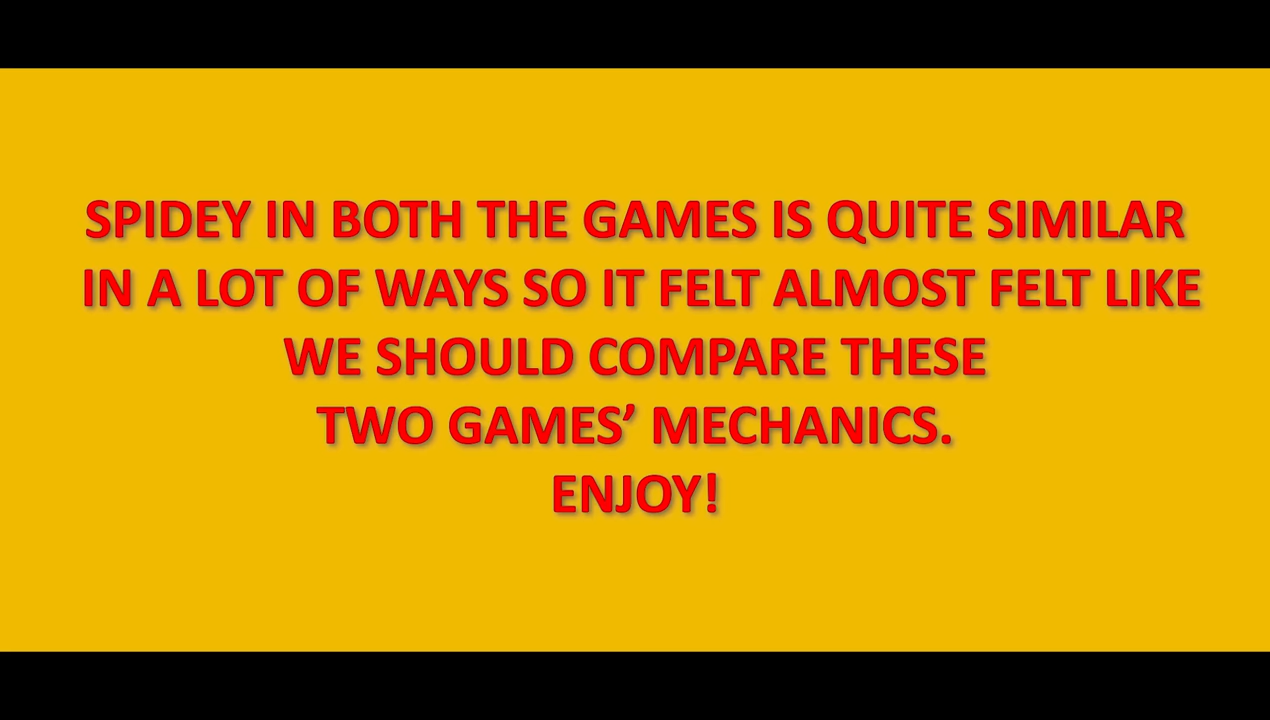 SPIDEY IN BOTH THE GAMES IS QUITE SIMILAR
IN A LOT OF WAYS SO IT FELT ALMOST FELT LIKE
WE SHOULD COMPARE THESE
TWO GAMES’ MECHANICS.
ENJOY!